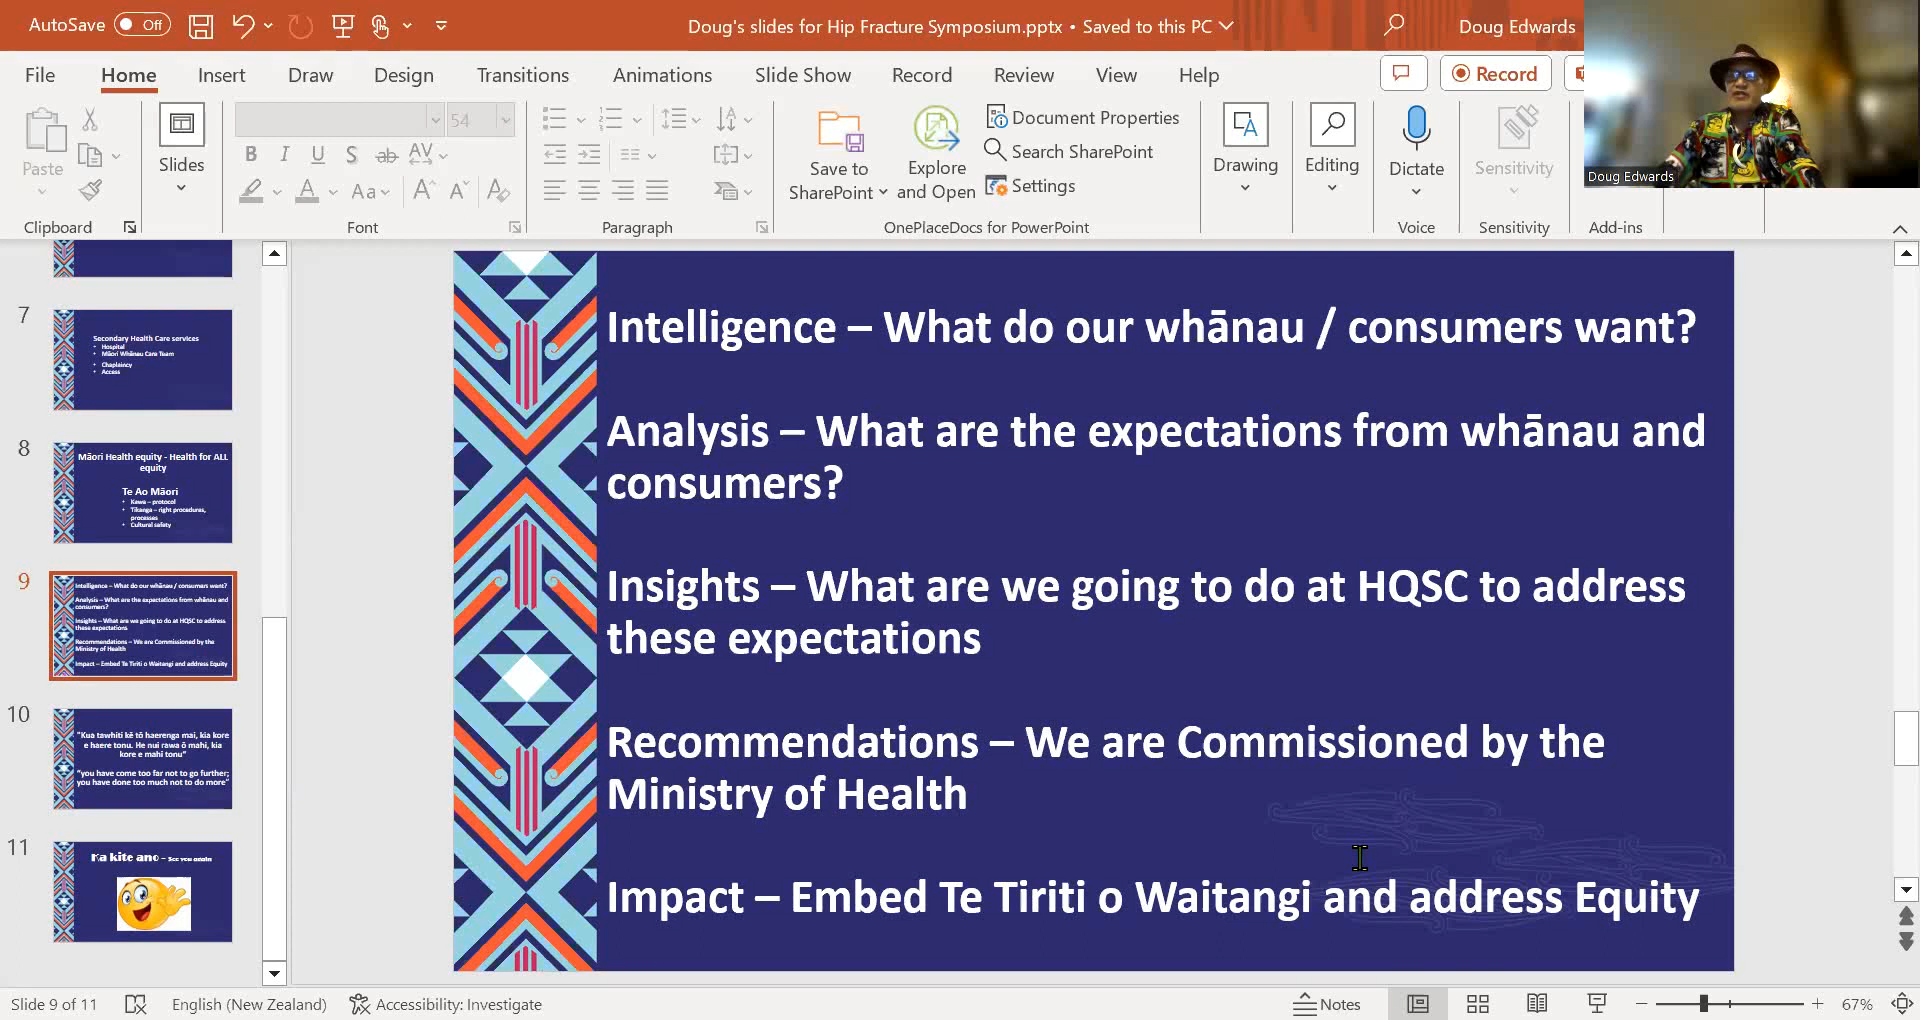 AutoSave Off
Doug's slides for Hip Fracture Symposium.pptx • Saved to this PC
Doug Edwards
File Home Insert Draw Design Transitions Animations Slide Show Record Review View Help
Record
Paste
Slides
54
B I U S ab AV
A Aa A A A
Save to
SharePoint
Explore
and Open
Document Properties
Search SharePoint
Settings
Drawing
Editing
Dictate
Sensitivity
Doug Edwards
Clipboard
Font
Paragraph
OnePlaceDocs for PowerPoint
Voice
Sensitivity
Add-ins
7
Secondary Health Care services
• Hospital
• Māori Whānau Care Team
• Chaplaincy
• Access
8
Māori Health equity - Health for ALL
equity
Te Ao Māori
• Kawa – protocol
• Tikanga – right procedures,
processes
• Cultural safety
9
Intelligence – What do our whānau / consumers want?
Analysis – What are the expectations from whānau and
consumers?
Insights – What are we going to do at HQSC to address
these expectations
Recommendations – We are Commissioned by the
Ministry of Health
Impact – Embed Te Tiriti o Waitangi and address Equity
10
"Kua tawhiti kē tō haerenga mai, kia kore
e haere tonu. He nui rawa ō mahi, kia
kore e mahi tonu"
"you have come too far not to go further;
you have done too much not to do more"
11
Ka kite ano – See you again
Intelligence – What do our whānau / consumers want?
Analysis – What are the expectations from whānau and
consumers?
Insights – What are we going to do at HQSC to address
these expectations
Recommendations – We are Commissioned by the
Ministry of Health
Impact – Embed Te Tiriti o Waitangi and address Equity
Slide 9 of 11
English (New Zealand)
Accessibility: Investigate
Notes
67%